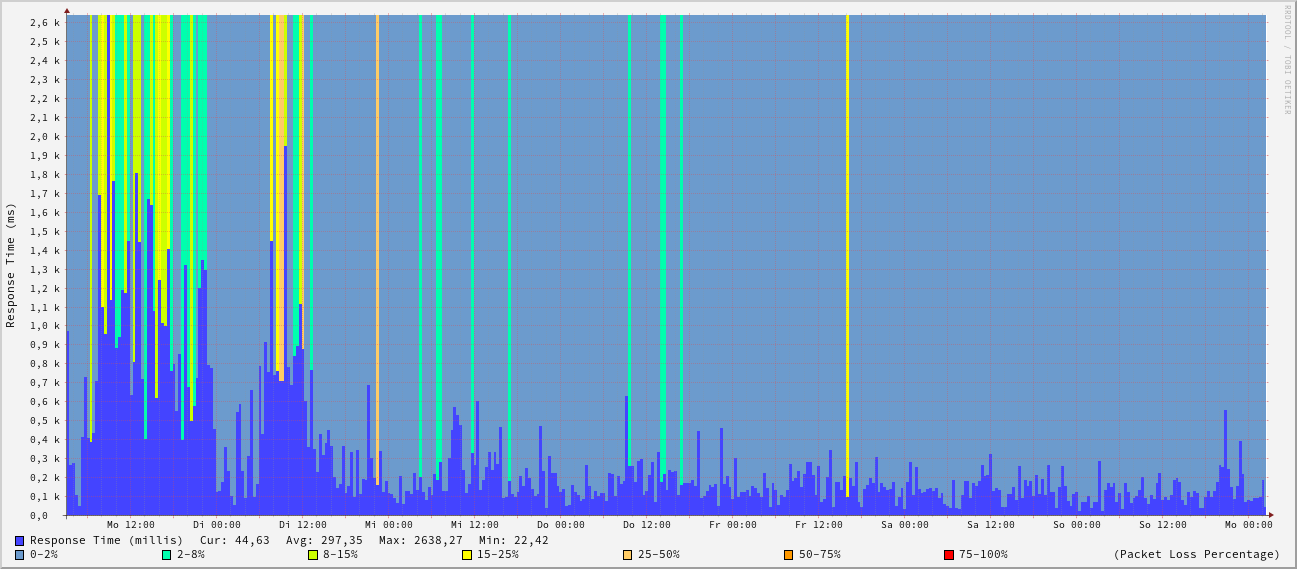 RRDTOOL / TOBI OETIKER
Response Time (ms)
2,6 k
2,5 k
2,4 k
2,3 k
2,2 k
2,1 k
2,0 k
1,9 k
1,8 k
1,7 k
1,6 k
1,5 k
1,4 k
1,3 k
1,2 k
1,1 k
1,0 k
0,9 k
0,8 k
0,7 k
0,6 k
0,5 k
0,4 k
0,3 k
0,2 k
0,1 k
0,0
Mo 12:00 Di 00:00 Di 12:00 Mi 00:00 Mi 12:00 Do 00:00 Do 12:00 Fr 00:00 Fr 12:00 Sa 00:00 Sa 12:00 So 00:00 So 12:00 Mo 00:00
Response Time (millis) Cur: 44,63 Avg: 297,35 Max: 2638,27 Min: 22,42
0-2% 2-8% 8-15% 15-25% 25-50% 50-75% 75-100% (Packet Loss Percentage)